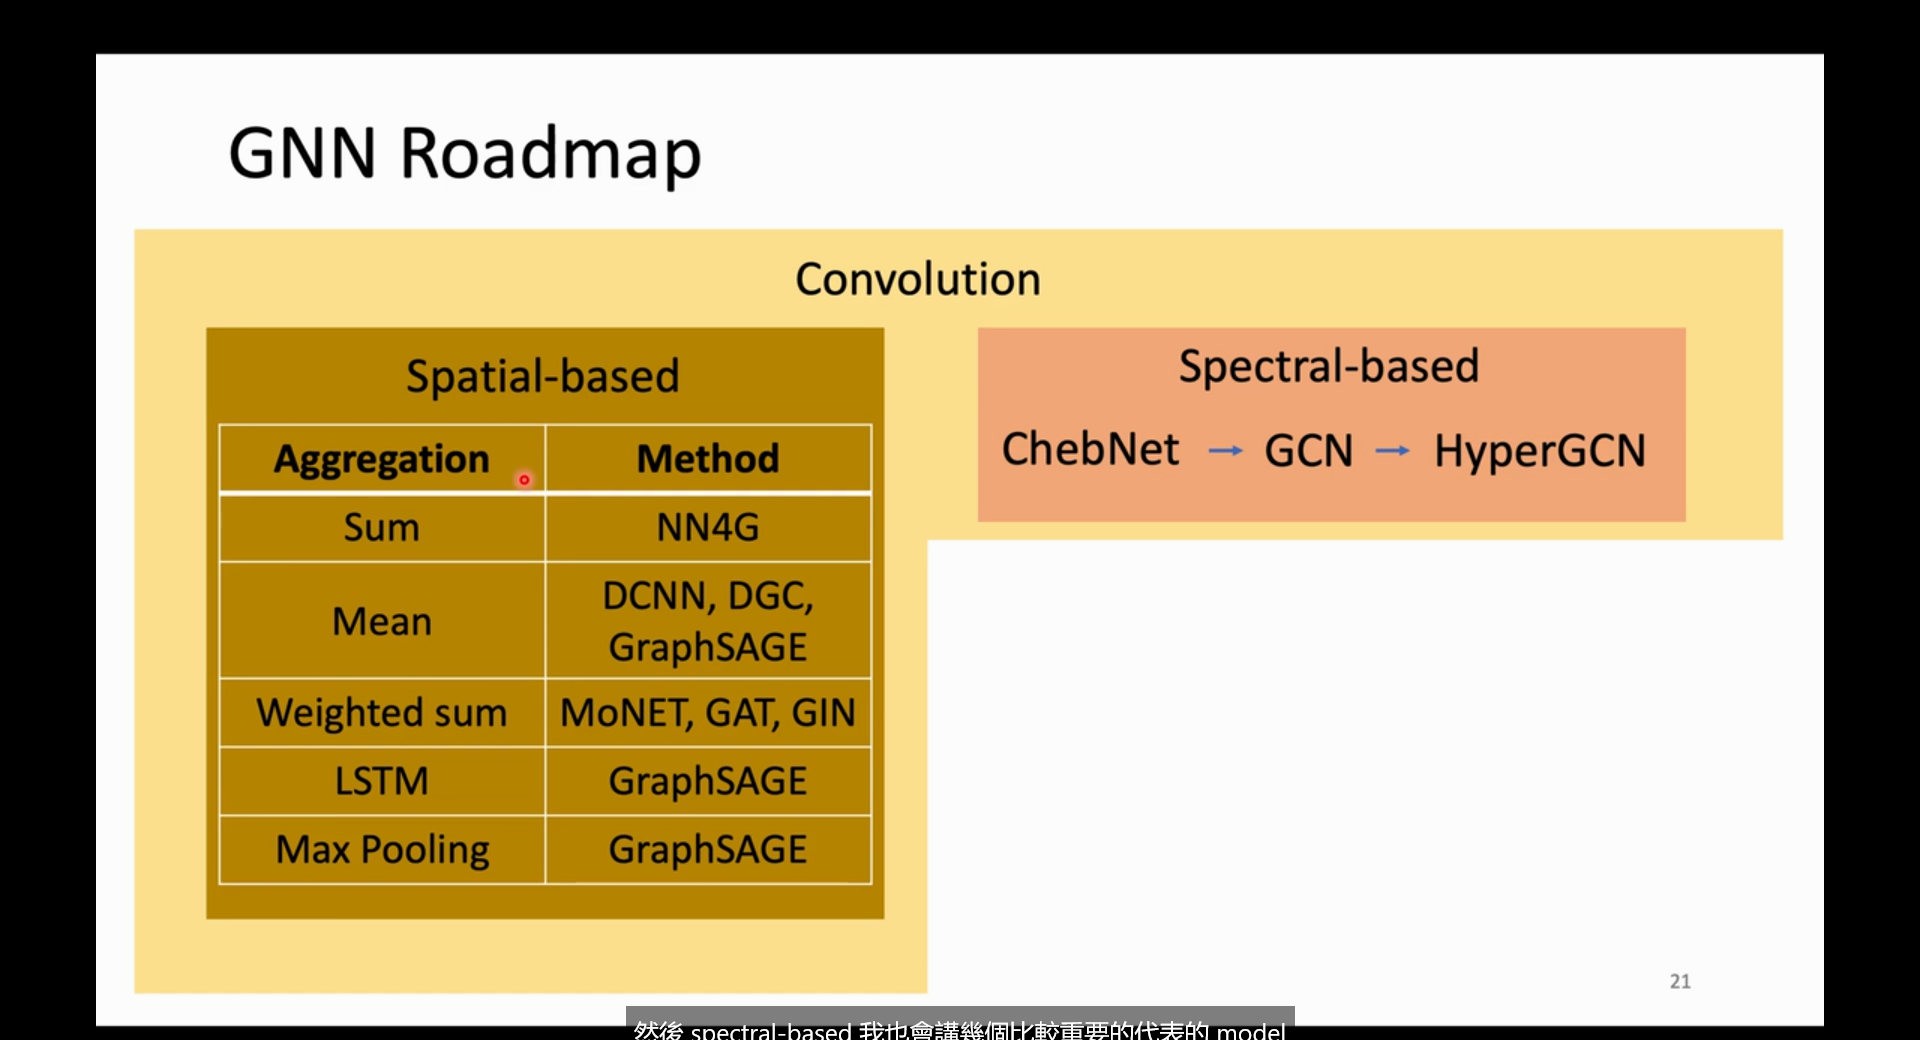 GNN Roadmap
Convolution
Spatial-based
Aggregation Method
Sum NN4G
Mean DCNN, DGC,
GraphSAGE
Weighted sum MoNET, GAT, GIN
LSTM GraphSAGE
Max Pooling GraphSAGE
Spectral-based
ChebNet → GCN → HyperGCN
21
然後 spectral-based 我也會講幾個比較重要的代表的 model